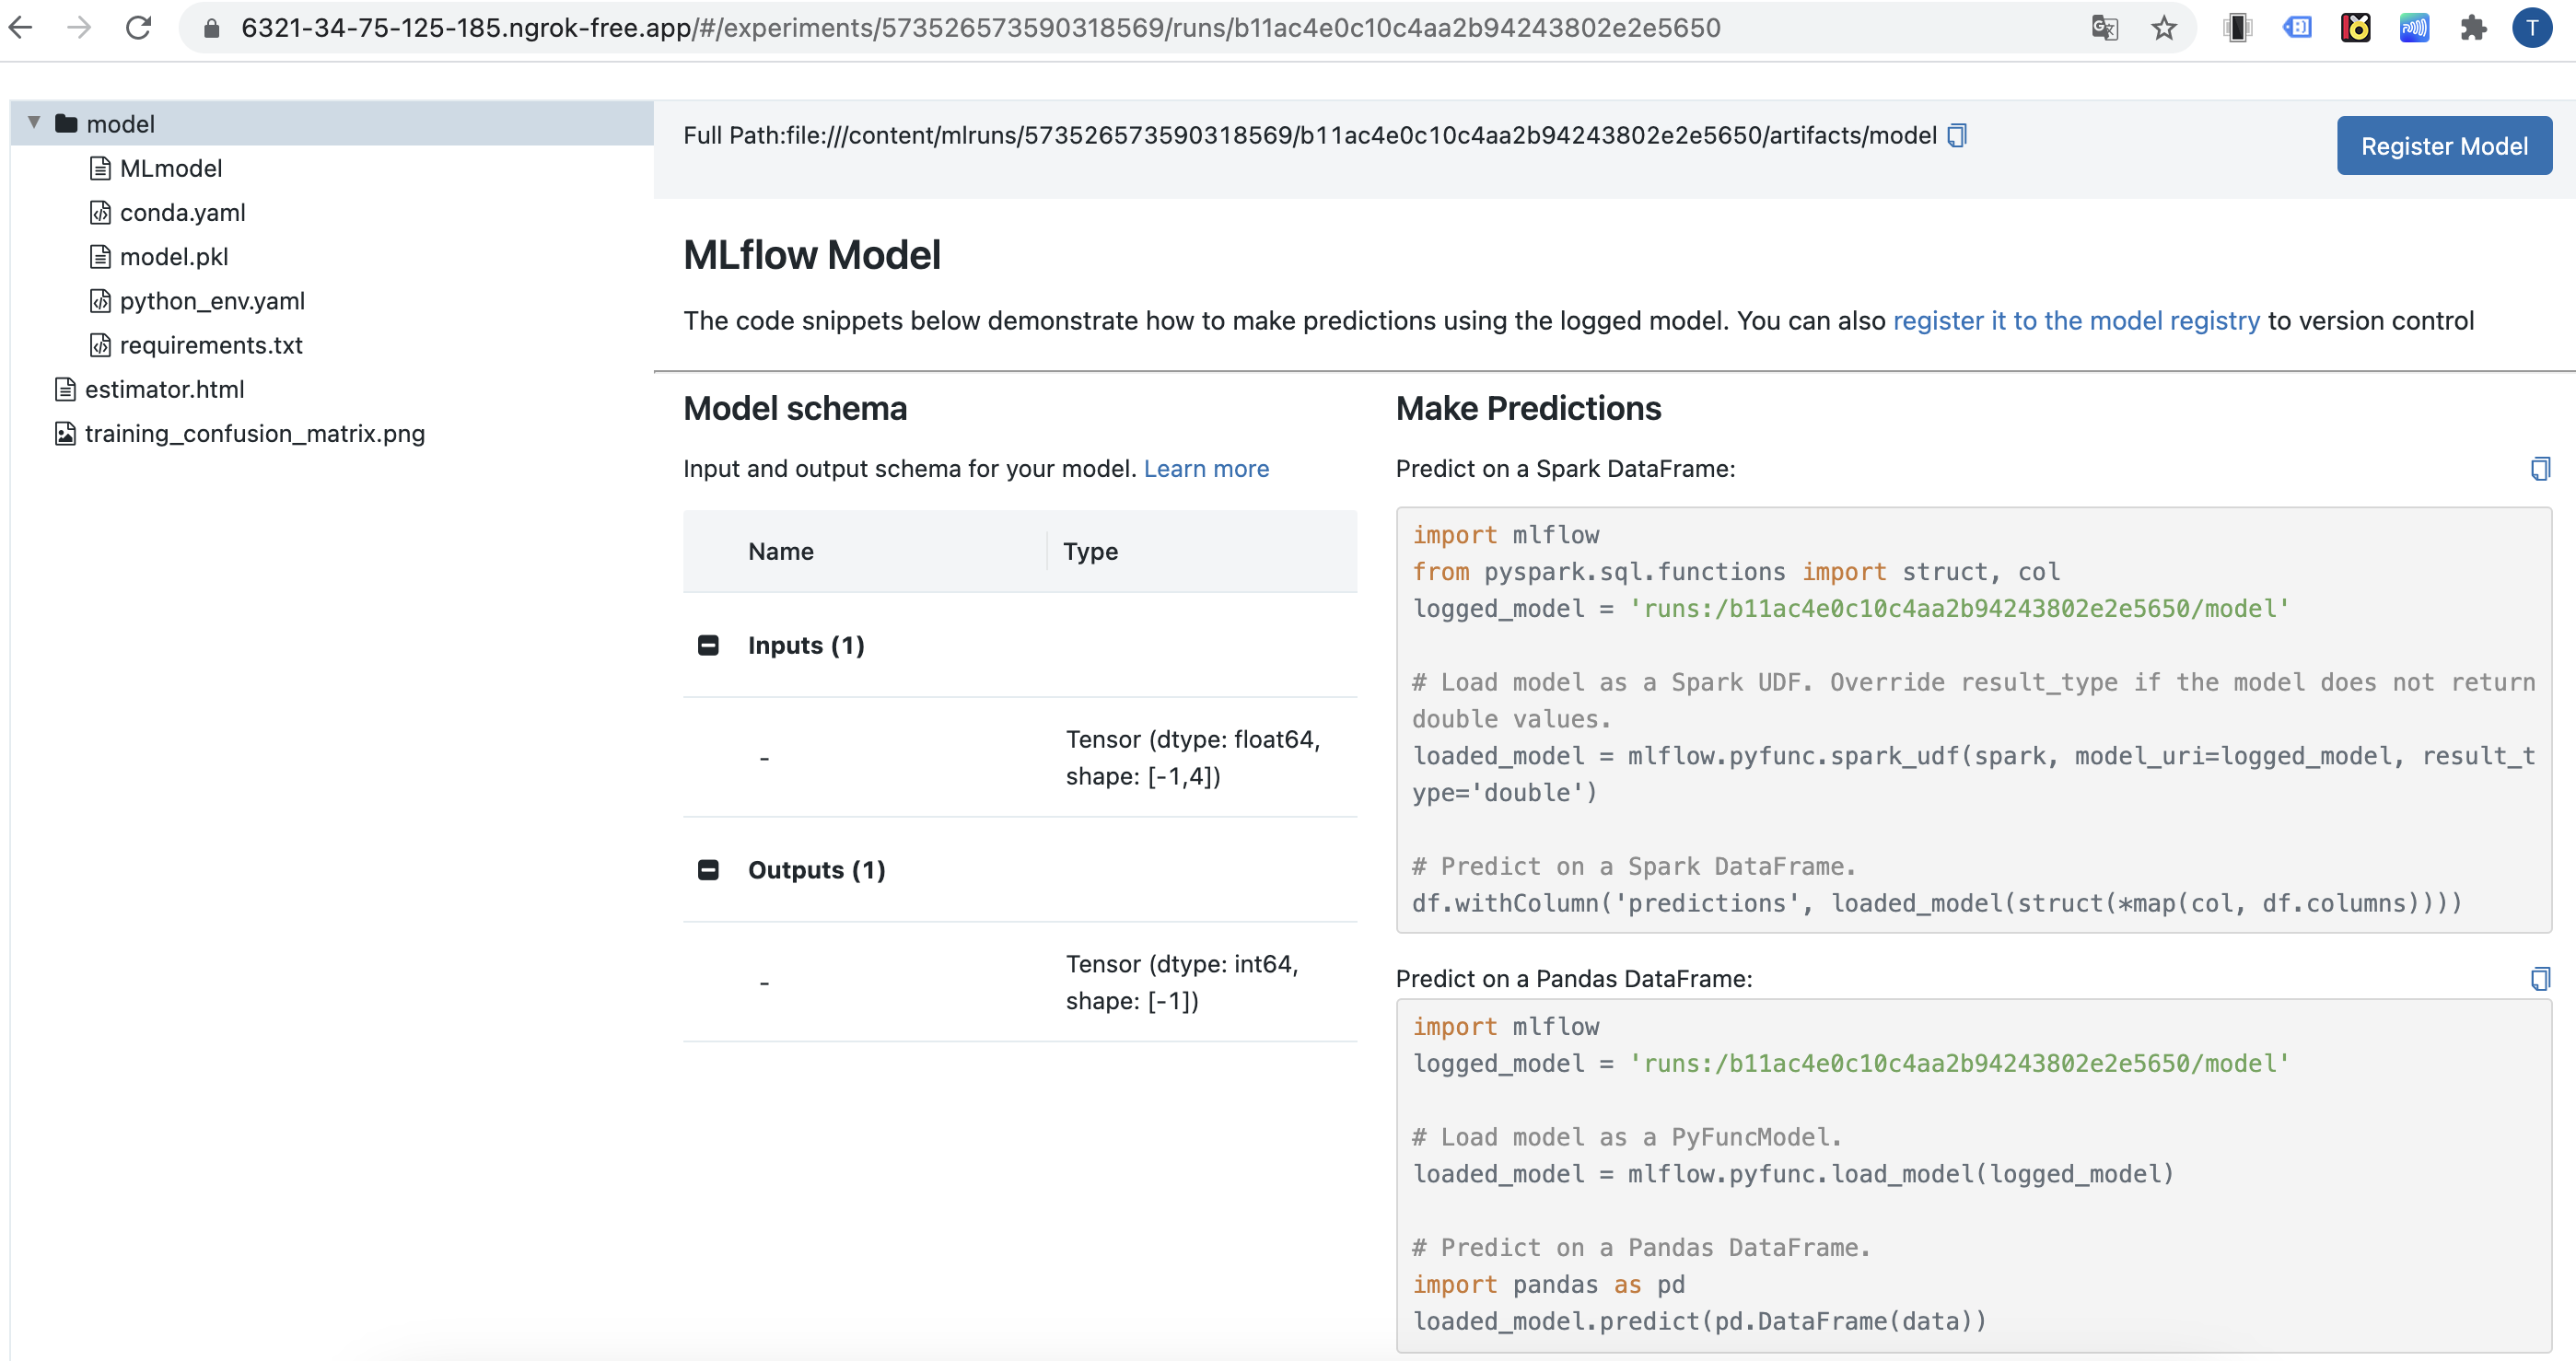 6321-34-75-125-185.ngrok-free.app/#/experiments/573526573590318569/runs/b11ac4e0c10c4aa2b94243802e2e5650
T
model
MLmodel
conda.yaml
model.pkl
python_env.yaml
requirements.txt
estimator.html
training_confusion_matrix.png
Full Path:file:///content/mlruns/573526573590318569/b11ac4e0c10c4aa2b94243802e2e5650/artifacts/model
Register Model
MLflow Model
The code snippets below demonstrate how to make predictions using the logged model. You can also register it to the model registry to version control
Model schema
Input and output schema for your model. Learn more
Name Type
Inputs (1)
- Tensor (dtype: float64,
shape: [-1,4])
Outputs (1)
- Tensor (dtype: int64,
shape: [-1])
Make Predictions
Predict on a Spark DataFrame:
import mlflow
from pyspark.sql.functions import struct, col
logged_model = 'runs:/b11ac4e0c10c4aa2b94243802e2e5650/model'
# Load model as a Spark UDF. Override result_type if the model does not return
double values.
loaded_model = mlflow.pyfunc.spark_udf(spark, model_uri=logged_model, result_t
ype='double')
# Predict on a Spark DataFrame.
df.withColumn('predictions', loaded_model(struct(*map(col, df.columns))))
Predict on a Pandas DataFrame:
import mlflow
logged_model = 'runs:/b11ac4e0c10c4aa2b94243802e2e5650/model'
# Load model as a PyFuncModel.
loaded_model = mlflow.pyfunc.load_model(logged_model)
# Predict on a Pandas DataFrame.
import pandas as pd
loaded_model.predict(pd.DataFrame(data))